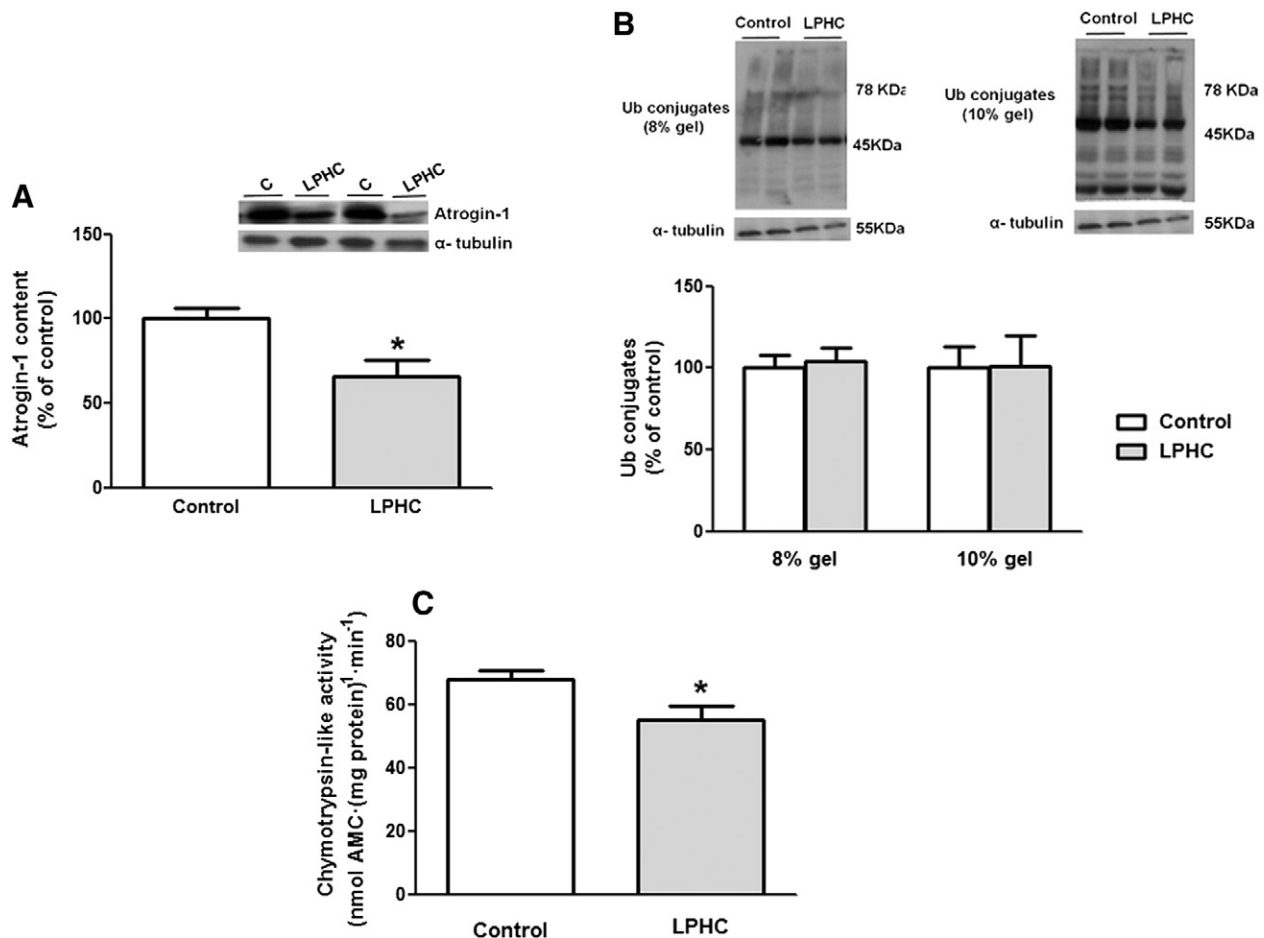 A
C LPHC C LPHC
Atrogin-1
α- tubulin
Atrogin-1 content
(% of control)
150
100
50
0
*
Control LPHC
B
Control LPHC
Ub conjugates
(8% gel)
78 KDa
45KDa
α- tubulin
55KDa
Control LPHC
Ub conjugates
(10% gel)
78 KDa
45KDa
α- tubulin
55KDa
Ub conjugates
(% of control)
150
100
50
0
8% gel 10% gel
Control
LPHC
C
Chymotrypsin-like activity
(nmol AMC·(mg protein)¹·min⁻¹)
80
60
40
20
0
*
Control LPHC